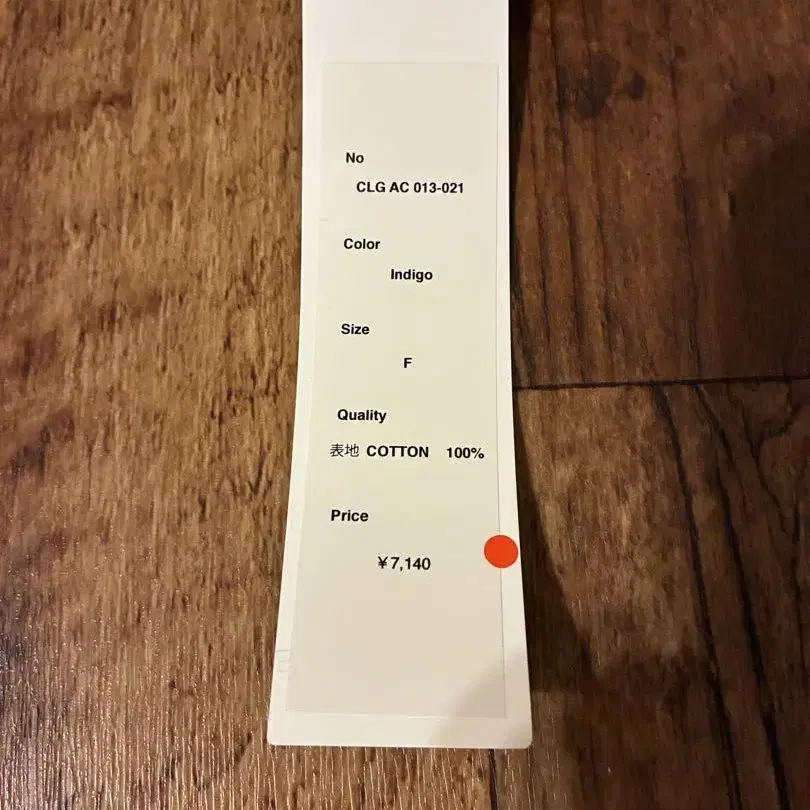 No
CLG AC 013-021
Color
Indigo
Size
F
Quality
表地 COTTON 100%
Price
¥7,140